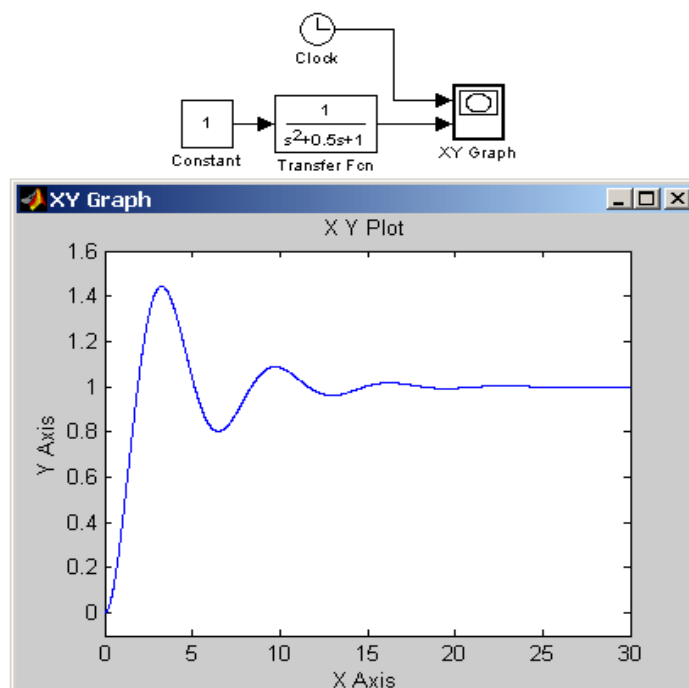 Clock
1
Constant
1
s²+0.5s+1
Transfer Fcn
XY Graph
XY Graph
X Y Plot
1.6
1.4
1.2
1
0.8
0.6
0.4
0.2
0
Y Axis
0 5 10 15 20 25 30
X Axis